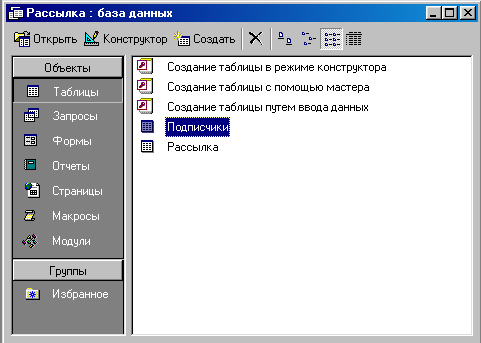 Рассылка : база данных
Открыть Конструктор Создать
Объекты
Таблицы
Запросы
Формы
Отчеты
Страницы
Макросы
Модули
Группы
Избранное
Создание таблицы в режиме конструктора
Создание таблицы с помощью мастера
Создание таблицы путем ввода данных
Подписчики
Рассылка